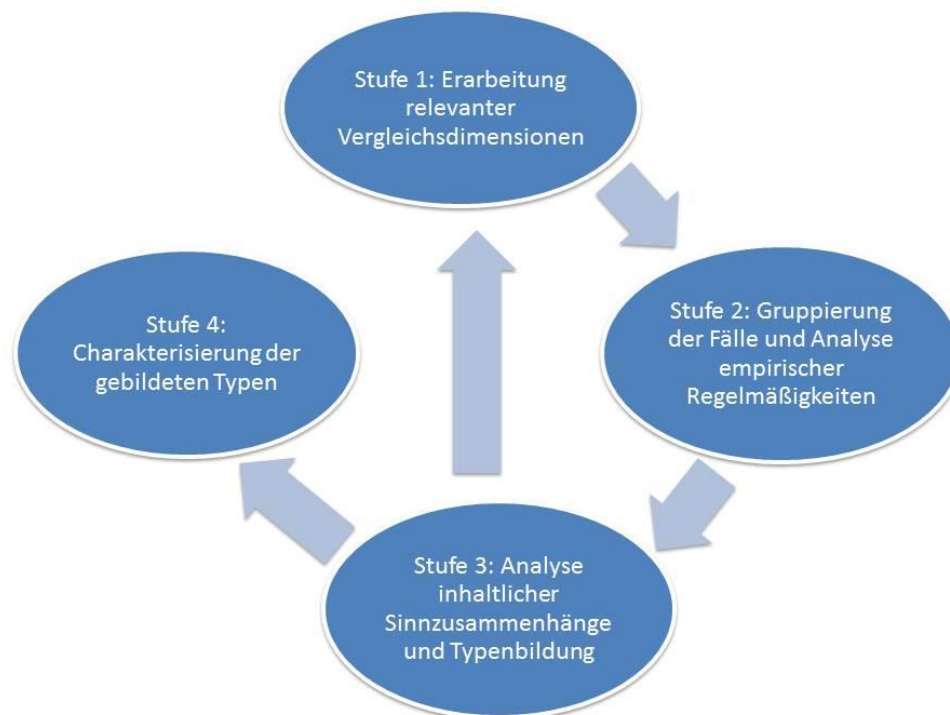 Stufe 1: Erarbeitung
relevanter
Vergleichsdimensionen
Stufe 2: Gruppierung
der Fälle und Analyse
empirischer
Regelmäßigkeiten
Stufe 3: Analyse
inhaltlicher
Sinnzusammenhänge
und Typenbildung
Stufe 4:
Charakterisierung der
gebildeten Typen